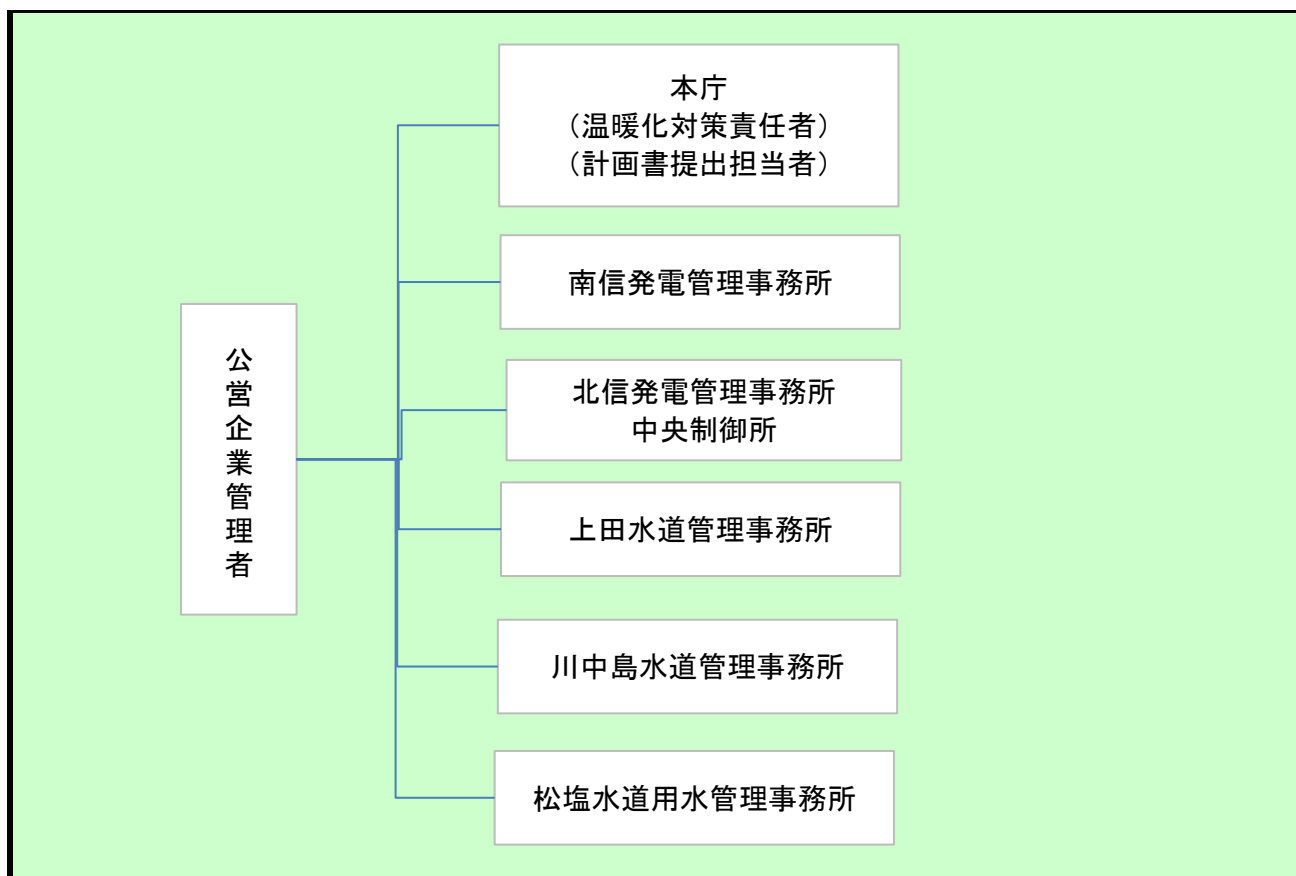 本庁
（温暖化対策責任者）
（計画書提出担当者）
南信発電管理事務所
公営企業管理者
北信発電管理事務所
中央制御所
上田水道管理事務所
川中島水道管理事務所
松塩水道用水管理事務所